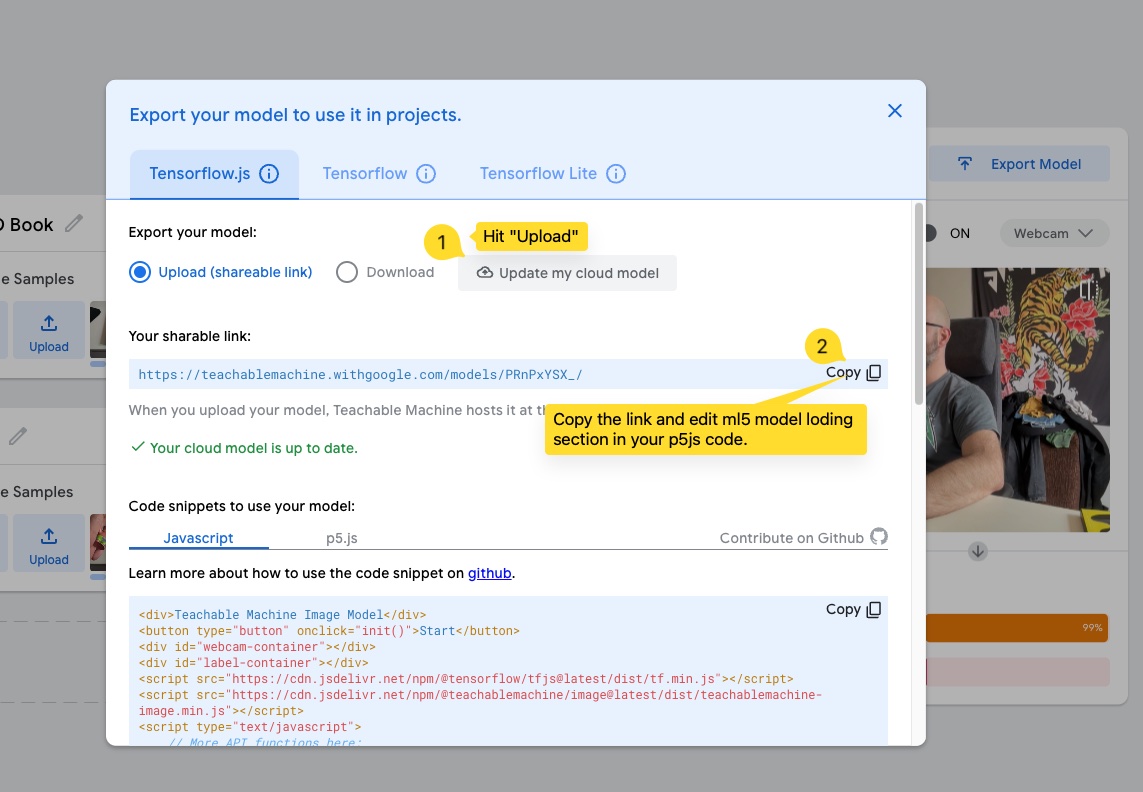 Export your model to use it in projects.
Tensorflow.js
Tensorflow
Tensorflow Lite
Export Model
Book
Export your model:
1
Hit "Upload"
ON
Webcam
Upload (shareable link)
Download
Update my cloud model
Samples
Upload
Your sharable link:
2
https://teachablemachine.withgoogle.com/models/PRnPxYSX_/
Copy
When you upload your model, Teachable Machine hosts it at
Copy the link and edit ml5 model loding
section in your p5js code.
Your cloud model is up to date.
Samples
Upload
Code snippets to use your model:
Javascript
p5.js
Contribute on Github
Learn more about how to use the code snippet on github.
Copy
<div>Teachable Machine Image Model</div>
<button type="button" onclick="init()">Start</button>
<div id="webcam-container"></div>
<div id="label-container"></div>
<script src="https://cdn.jsdelivr.net/npm/@tensorflow/tfjs@latest/dist/tf.min.js"></script>
<script src="https://cdn.jsdelivr.net/npm/@teachablemachine/image@latest/dist/teachablemachine-
image.min.js"></script>
<script type="text/javascript">
// More API functions here:
99%